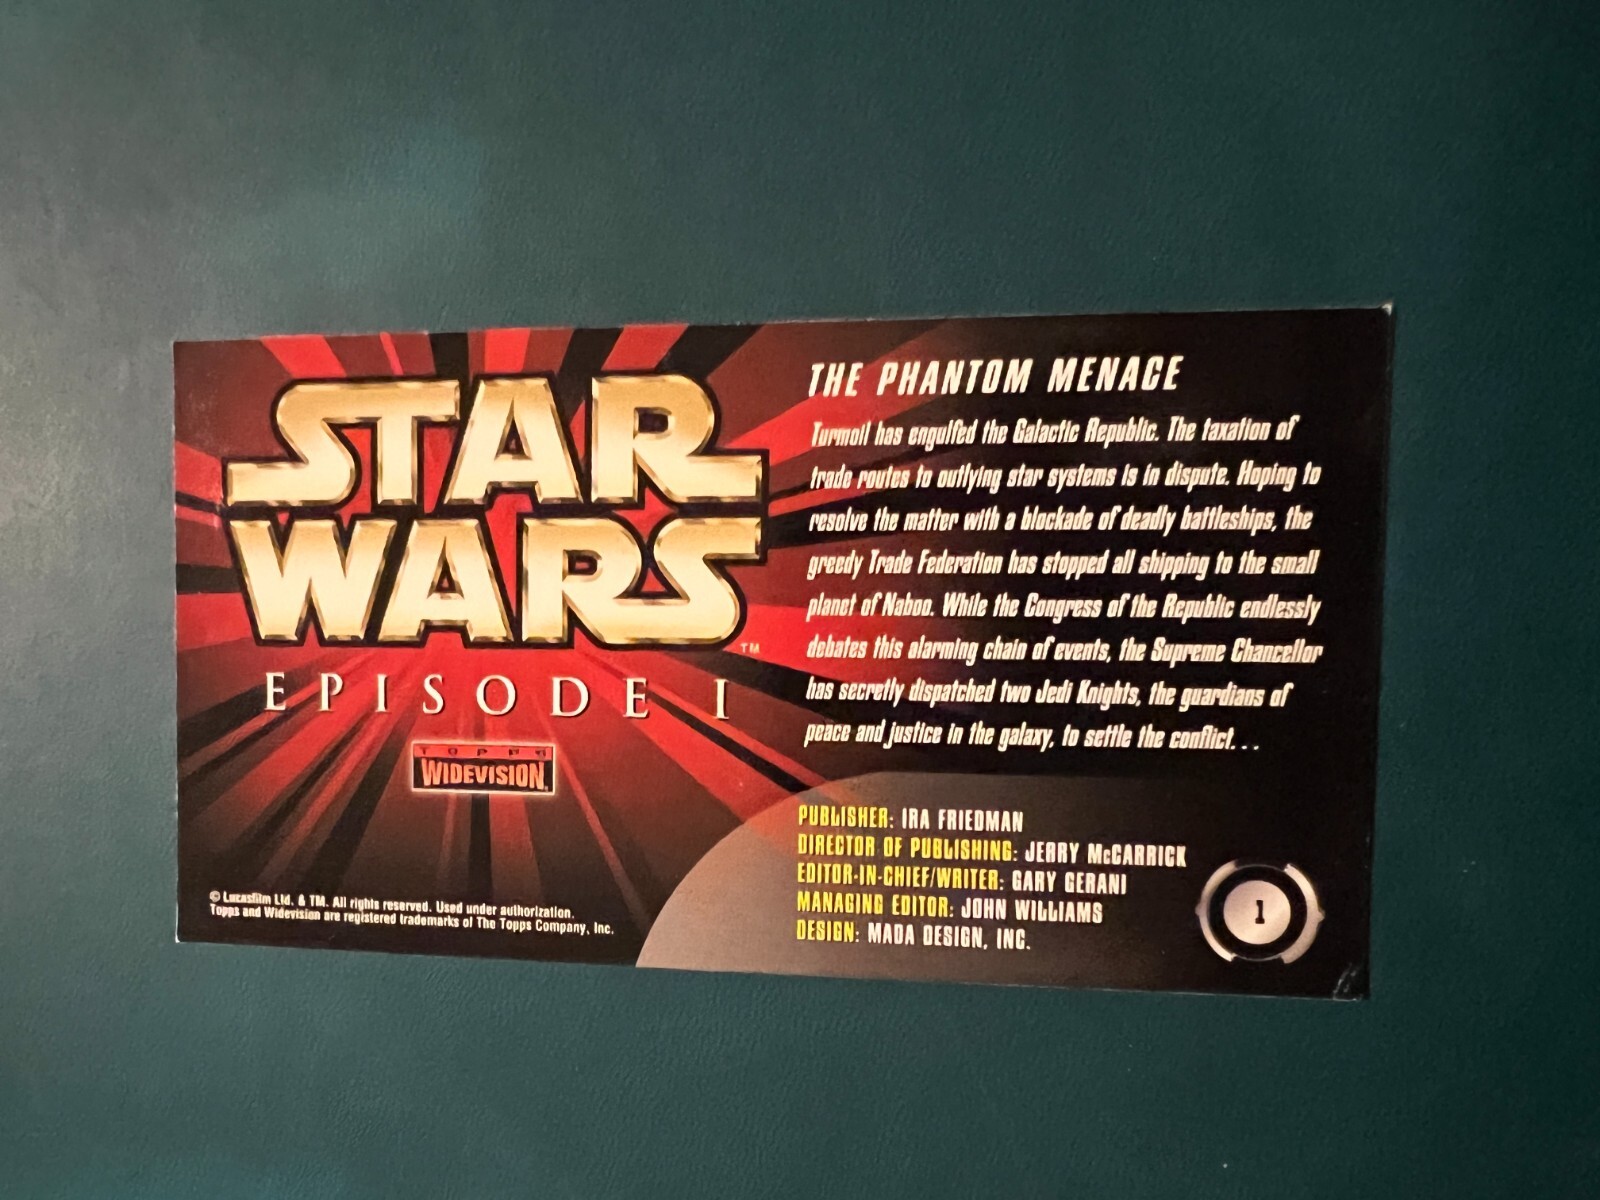 STAR
WARS
™
EPISODE I
TOPPS
WIDEVISION®
© Lucasfilm Ltd. & TM. All rights reserved. Used under authorization.
Topps and Widevision are registered trademarks of The Topps Company, Inc.
THE PHANTOM MENACE
Turmoil has engulfed the Galactic Republic. The taxation of
trade routes to outlying star systems is in dispute. Hoping to
resolve the matter with a blockade of deadly battleships, the
greedy Trade Federation has stopped all shipping to the small
planet of Naboo. While the Congress of the Republic endlessly
debates this alarming chain of events, the Supreme Chancellor
has secretly dispatched two Jedi Knights, the guardians of
peace and justice in the galaxy, to settle the conflict. . .
PUBLISHER: IRA FRIEDMAN
DIRECTOR OF PUBLISHING: JERRY McCARRICK
EDITOR-IN-CHIEF/WRITER: GARY GERANI
MANAGING EDITOR: JOHN WILLIAMS
DESIGN: MADA DESIGN, INC.
1